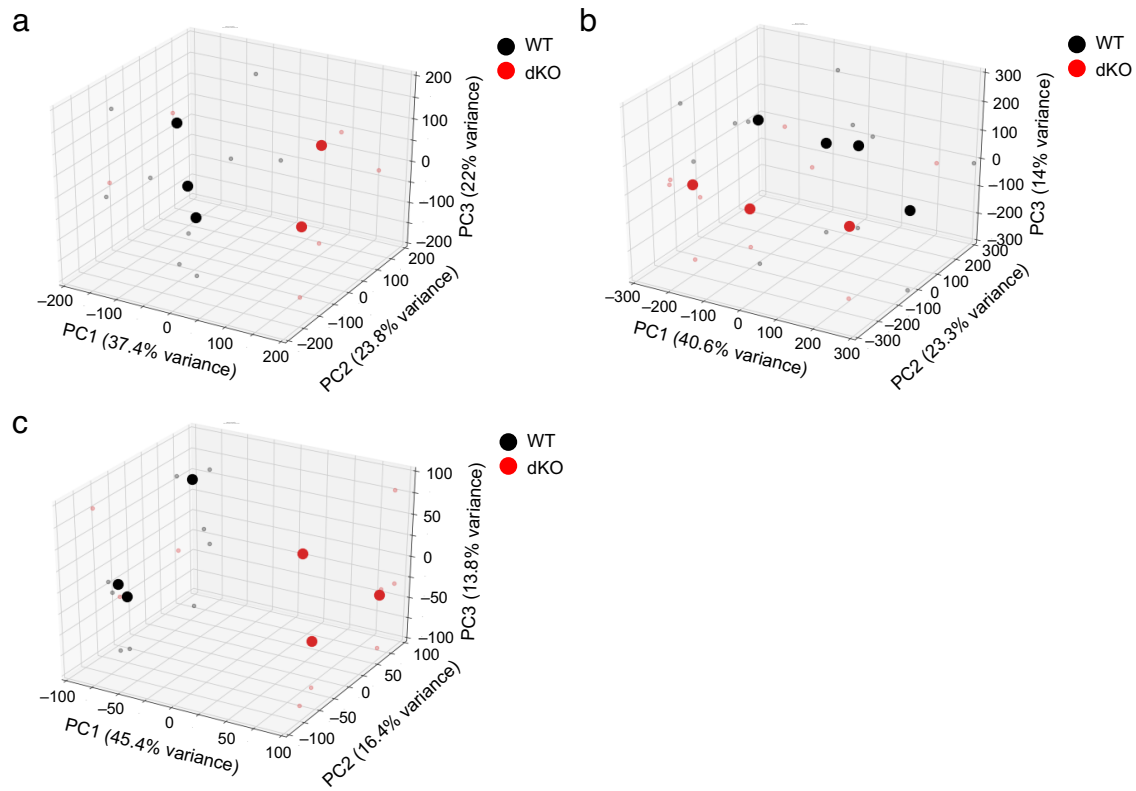 a
WT
dKO
200
100
0
–100
–200
PC3 (22% variance)
200
100
0
–100
–200
PC2 (23.8% variance)
–200
–100
0
100
200
PC1 (37.4% variance)
b
WT
dKO
300
200
100
0
–100
–200
–300
PC3 (14% variance)
300
200
100
0
–100
–200
–300
PC2 (23.3% variance)
–300
–200
–100
0
100
200
300
PC1 (40.6% variance)
c
WT
dKO
100
50
0
–50
–100
PC3 (13.8% variance)
100
50
0
–50
–100
PC2 (16.4% variance)
–100
–50
0
50
100
PC1 (45.4% variance)